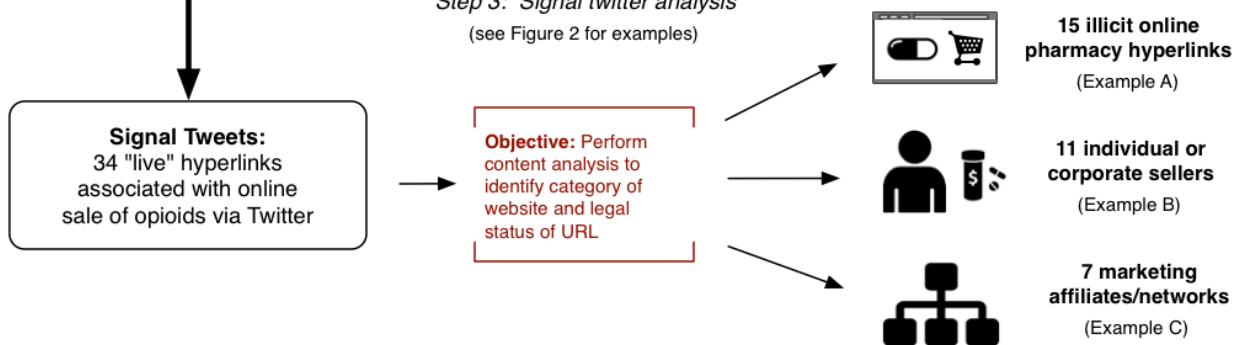 Step 3: Signal twitter analysis
(see Figure 2 for examples)
Signal Tweets:
34 "live" hyperlinks
associated with online
sale of opioids via Twitter
Objective: Perform
content analysis to
identify category of
website and legal
status of URL
15 illicit online
pharmacy hyperlinks
(Example A)
$
11 individual or
corporate sellers
(Example B)
7 marketing
affiliates/networks
(Example C)